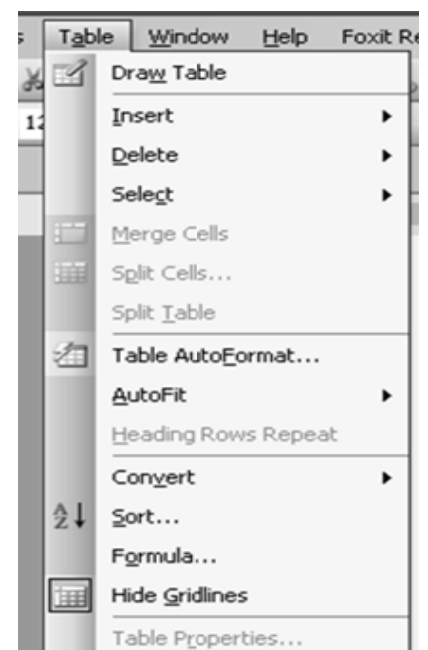 Table Window Help Foxit Re
12
Draw Table
Insert
Delete
Select
Merge Cells
Split Cells...
Split Table
Table AutoFormat...
AutoFit
Heading Rows Repeat
Convert
Sort...
Formula...
Hide Gridlines
Table Properties...